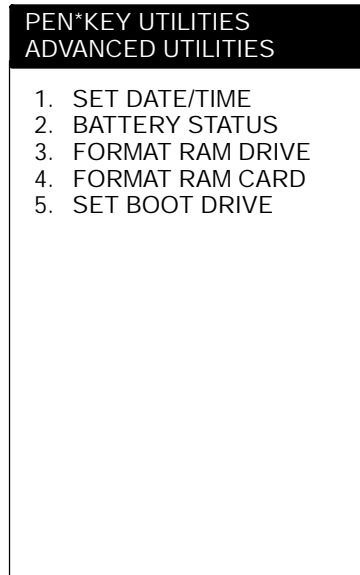 PEN*KEY UTILITIES
ADVANCED UTILITIES
1. SET DATE/TIME
2. BATTERY STATUS
3. FORMAT RAM DRIVE
4. FORMAT RAM CARD
5. SET BOOT DRIVE